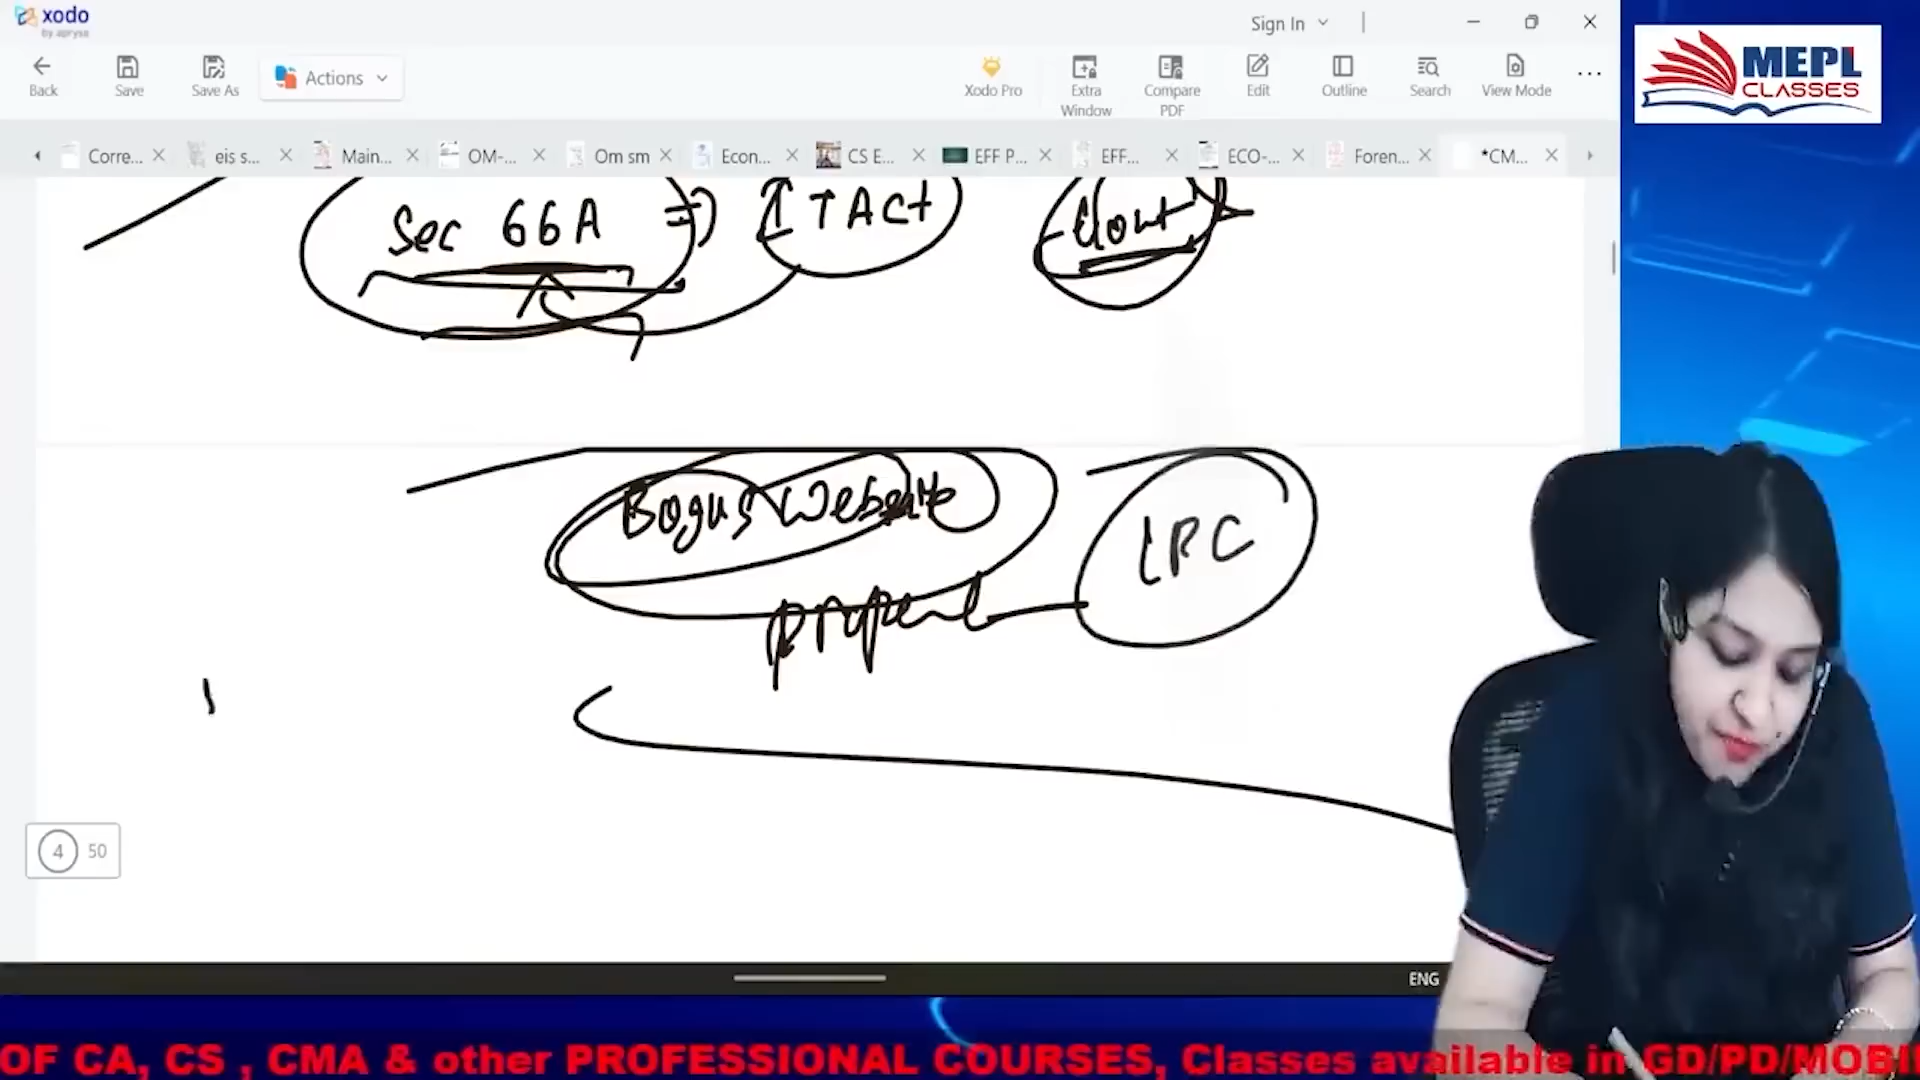 xodo
by apryse
Sign In
Back
Save
Save As
Actions
Xodo Pro
Extra Window
Compare PDF
Edit
Outline
Search
View Mode
MEPL
CLASSES
Corre...
eis s...
Main...
OM-...
Om sm
Econ...
CS E...
EFF P...
EFF...
ECO-...
Foren...
*CM...
Sec 66A => IT Act
Bogus Website
IPC
4 50
ENG
OF CA, CS , CMA & other PROFESSIONAL COURSES, Classes available in GD/PD/MOBI